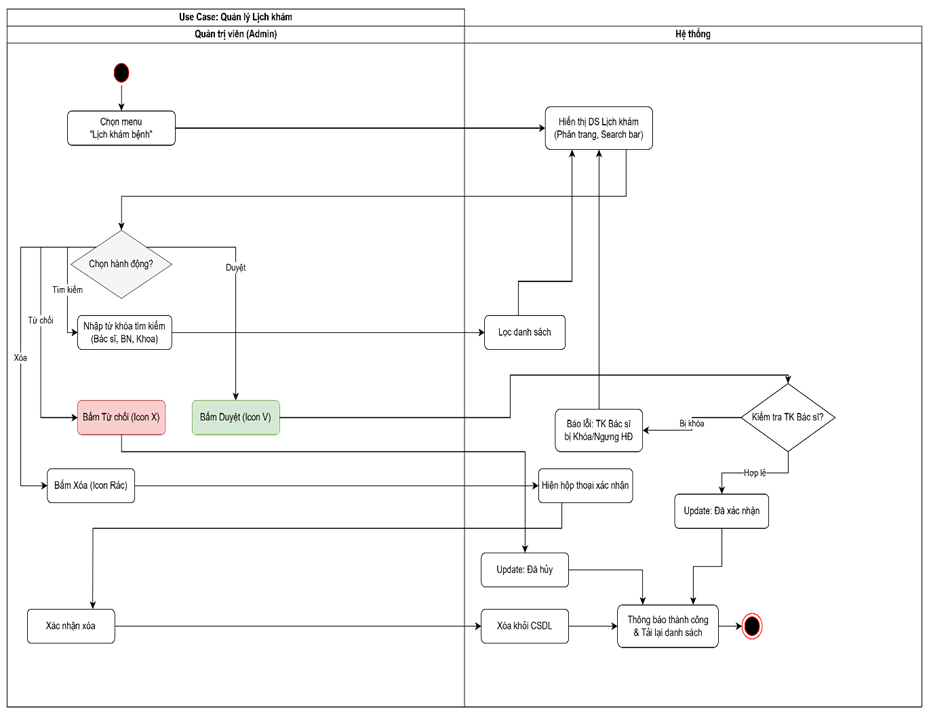 Use Case: Quản lý Lịch khám
Quản trị viên (Admin)
Hệ thống
Chọn menu
"Lịch khám bệnh"
Hiển thị DS Lịch khám
(Phân trang, Search bar)
Chọn hành động?
Duyệt
Tìm kiếm
Từ chối
Xóa
Nhập từ khóa tìm kiếm
(Bác sĩ, BN, Khoa)
Lọc danh sách
Bấm Từ chối (Icon X)
Bấm Duyệt (Icon V)
Báo lỗi: TK Bác sĩ
bị Khóa/Ngưng HĐ
Bị khóa
Kiểm tra TK Bác sĩ?
Hợp lệ
Bấm Xóa (Icon Rác)
Hiện hộp thoại xác nhận
Update: Đã xác nhận
Update: Đã hủy
Xác nhận xóa
Xóa khỏi CSDL
Thông báo thành công
& Tải lại danh sách